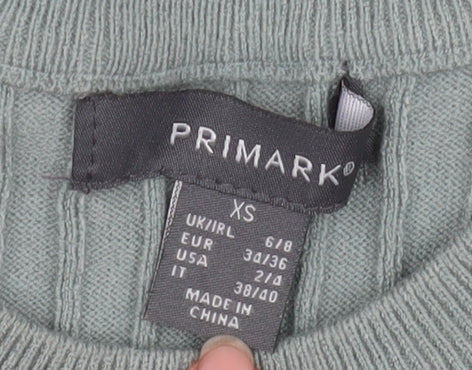 PRIMARK®
XS
UK/IRL 6/8
EUR 34/36
USA 2/4
IT 38/40
MADE IN
CHINA